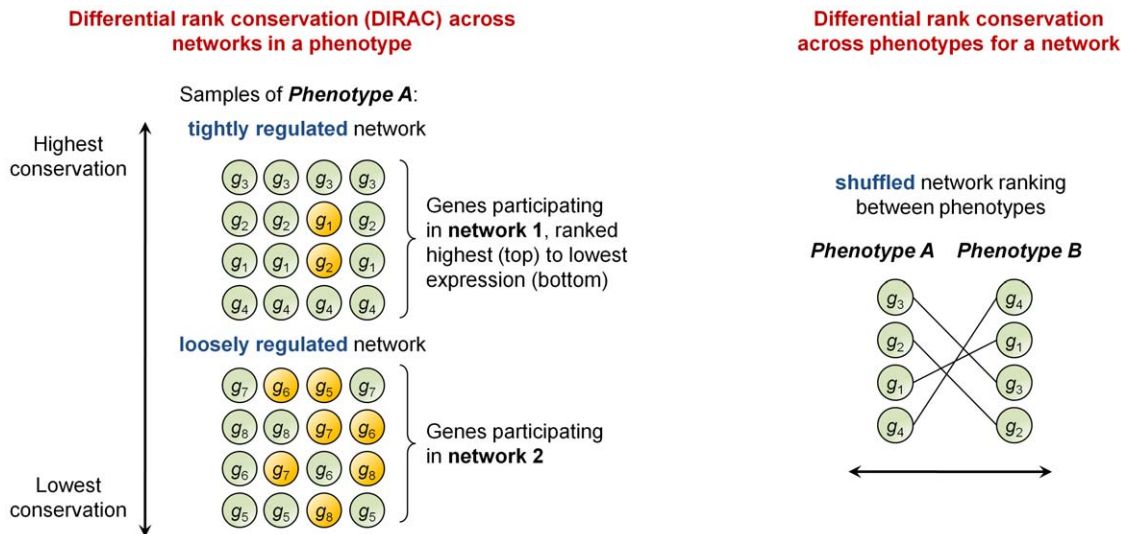 Differential rank conservation (DIRAC) across
networks in a phenotype
Samples of Phenotype A:
Highest
conservation
tightly regulated network
g3 g3 g3 g3
g2 g2 g1 g2
g1 g1 g2 g1
g4 g4 g4 g4
Genes participating
in network 1, ranked
highest (top) to lowest
expression (bottom)
loosely regulated network
g7 g6 g5 g7
g8 g8 g7 g6
g6 g7 g6 g8
g5 g5 g8 g5
Genes participating
in network 2
Lowest
conservation
Differential rank conservation
across phenotypes for a network
shuffled network ranking
between phenotypes
Phenotype A Phenotype B
g3 g4
g2 g1
g1 g3
g4 g2